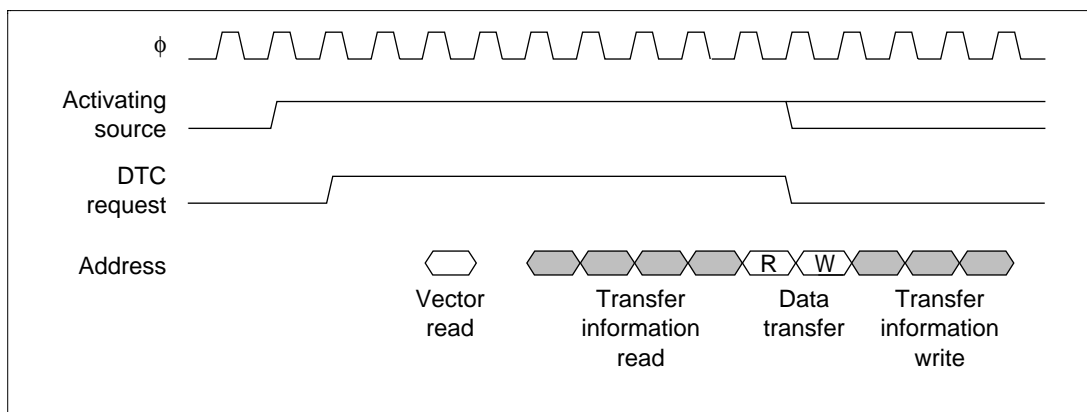 ϕ
Activating
source
DTC
request
Address
R W
Vector
read
Transfer
information
read
Data
transfer
Transfer
information
write